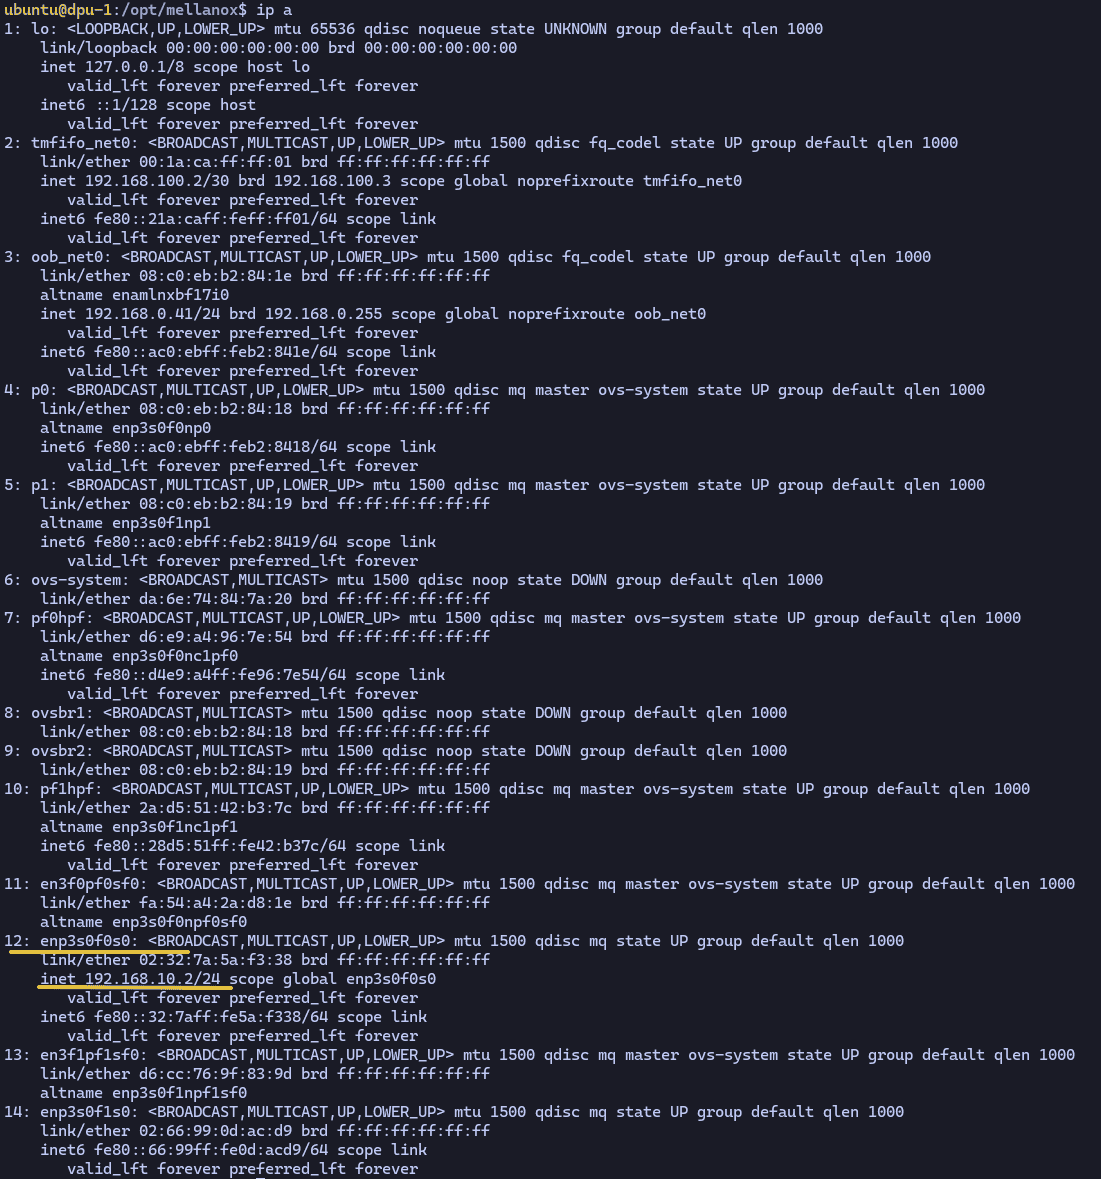 ubuntu@dpu-1:/opt/mellanox$ ip a
1: lo: <LOOPBACK,UP,LOWER_UP> mtu 65536 qdisc noqueue state UNKNOWN group default qlen 1000
    link/loopback 00:00:00:00:00:00 brd 00:00:00:00:00:00
    inet 127.0.0.1/8 scope host lo
       valid_lft forever preferred_lft forever
    inet6 ::1/128 scope host
       valid_lft forever preferred_lft forever
2: tmfifo_net0: <BROADCAST,MULTICAST,UP,LOWER_UP> mtu 1500 qdisc fq_codel state UP group default qlen 1000
    link/ether 00:1a:ca:ff:ff:01 brd ff:ff:ff:ff:ff:ff
    inet 192.168.100.2/30 brd 192.168.100.3 scope global noprefixroute tmfifo_net0
       valid_lft forever preferred_lft forever
    inet6 fe80::21a:caff:feff:ff01/64 scope link
       valid_lft forever preferred_lft forever
3: oob_net0: <BROADCAST,MULTICAST,UP,LOWER_UP> mtu 1500 qdisc fq_codel state UP group default qlen 1000
    link/ether 08:c0:eb:b2:84:1e brd ff:ff:ff:ff:ff:ff
    altname enamlnxbf17i0
    inet 192.168.0.41/24 brd 192.168.0.255 scope global noprefixroute oob_net0
       valid_lft forever preferred_lft forever
    inet6 fe80::ac0:ebff:feb2:841e/64 scope link
       valid_lft forever preferred_lft forever
4: p0: <BROADCAST,MULTICAST,UP,LOWER_UP> mtu 1500 qdisc mq master ovs-system state UP group default qlen 1000
    link/ether 08:c0:eb:b2:84:18 brd ff:ff:ff:ff:ff:ff
    altname enp3s0f0np0
    inet6 fe80::ac0:ebff:feb2:8418/64 scope link
       valid_lft forever preferred_lft forever
5: p1: <BROADCAST,MULTICAST,UP,LOWER_UP> mtu 1500 qdisc mq master ovs-system state UP group default qlen 1000
    link/ether 08:c0:eb:b2:84:19 brd ff:ff:ff:ff:ff:ff
    altname enp3s0f1np1
    inet6 fe80::ac0:ebff:feb2:8419/64 scope link
       valid_lft forever preferred_lft forever
6: ovs-system: <BROADCAST,MULTICAST> mtu 1500 qdisc noop state DOWN group default qlen 1000
    link/ether da:6e:74:84:7a:20 brd ff:ff:ff:ff:ff:ff
7: pf0hpf: <BROADCAST,MULTICAST,UP,LOWER_UP> mtu 1500 qdisc mq master ovs-system state UP group default qlen 1000
    link/ether d6:e9:a4:96:7e:54 brd ff:ff:ff:ff:ff:ff
    altname enp3s0f0nc1pf0
    inet6 fe80::d4e9:a4ff:fe96:7e54/64 scope link
       valid_lft forever preferred_lft forever
8: ovsbr1: <BROADCAST,MULTICAST> mtu 1500 qdisc noop state DOWN group default qlen 1000
    link/ether 08:c0:eb:b2:84:18 brd ff:ff:ff:ff:ff:ff
9: ovsbr2: <BROADCAST,MULTICAST> mtu 1500 qdisc noop state DOWN group default qlen 1000
    link/ether 08:c0:eb:b2:84:19 brd ff:ff:ff:ff:ff:ff
10: pf1hpf: <BROADCAST,MULTICAST,UP,LOWER_UP> mtu 1500 qdisc mq master ovs-system state UP group default qlen 1000
    link/ether 2a:d5:51:42:b3:7c brd ff:ff:ff:ff:ff:ff
    altname enp3s0f1nc1pf1
    inet6 fe80::28d5:51ff:fe42:b37c/64 scope link
       valid_lft forever preferred_lft forever
11: en3f0pf0sf0: <BROADCAST,MULTICAST,UP,LOWER_UP> mtu 1500 qdisc mq master ovs-system state UP group default qlen 1000
    link/ether fa:54:a4:2a:d8:1e brd ff:ff:ff:ff:ff:ff
    altname enp3s0f0npf0sf0
12: enp3s0f0s0: <BROADCAST,MULTICAST,UP,LOWER_UP> mtu 1500 qdisc mq state UP group default qlen 1000
    link/ether 02:32:7a:5a:f3:38 brd ff:ff:ff:ff:ff:ff
    inet 192.168.10.2/24 scope global enp3s0f0s0
       valid_lft forever preferred_lft forever
    inet6 fe80::32:7aff:fe5a:f338/64 scope link
       valid_lft forever preferred_lft forever
13: en3f1pf1sf0: <BROADCAST,MULTICAST,UP,LOWER_UP> mtu 1500 qdisc mq master ovs-system state UP group default qlen 1000
    link/ether d6:cc:76:9f:83:9d brd ff:ff:ff:ff:ff:ff
    altname enp3s0f1npf1sf0
14: enp3s0f1s0: <BROADCAST,MULTICAST,UP,LOWER_UP> mtu 1500 qdisc mq state UP group default qlen 1000
    link/ether 02:66:99:0d:ac:d9 brd ff:ff:ff:ff:ff:ff
    inet6 fe80::66:99ff:fe0d:acd9/64 scope link
       valid_lft forever preferred_lft forever